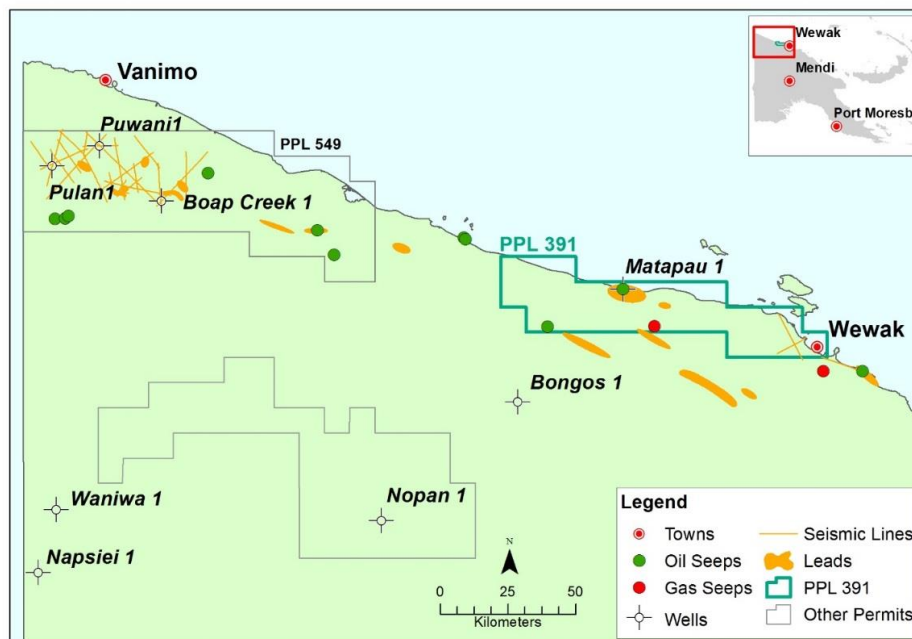 Wewak
Mendi
Port Moresb
Vanimo
Puwani1
PPL 549
Pulan1
Boap Creek 1
PPL 391
Matapau 1
Wewak
Bongos 1
Waniwa 1
Nopan 1
Napsiei 1
N
0 25 50
Kilometers
Legend
Towns
Oil Seeps
Gas Seeps
Wells
Seismic Lines
Leads
PPL 391
Other Permits